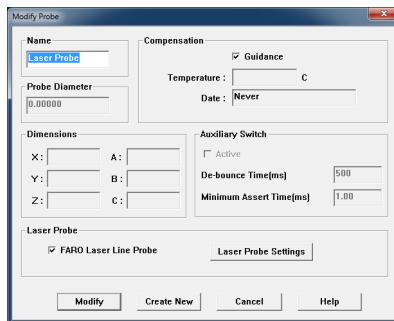 Modify Probe
Name
Laser Probe
Probe Diameter
0.00000
Compensation
Guidance
Temperature : C
Date : Never
Dimensions
X : A :
Y : B :
Z : C :
Auxiliary Switch
Active
De-bounce Time(ms) 500
Minimum Assert Time(ms) 1.00
Laser Probe
FARO Laser Line Probe
Laser Probe Settings
Modify Create New Cancel Help